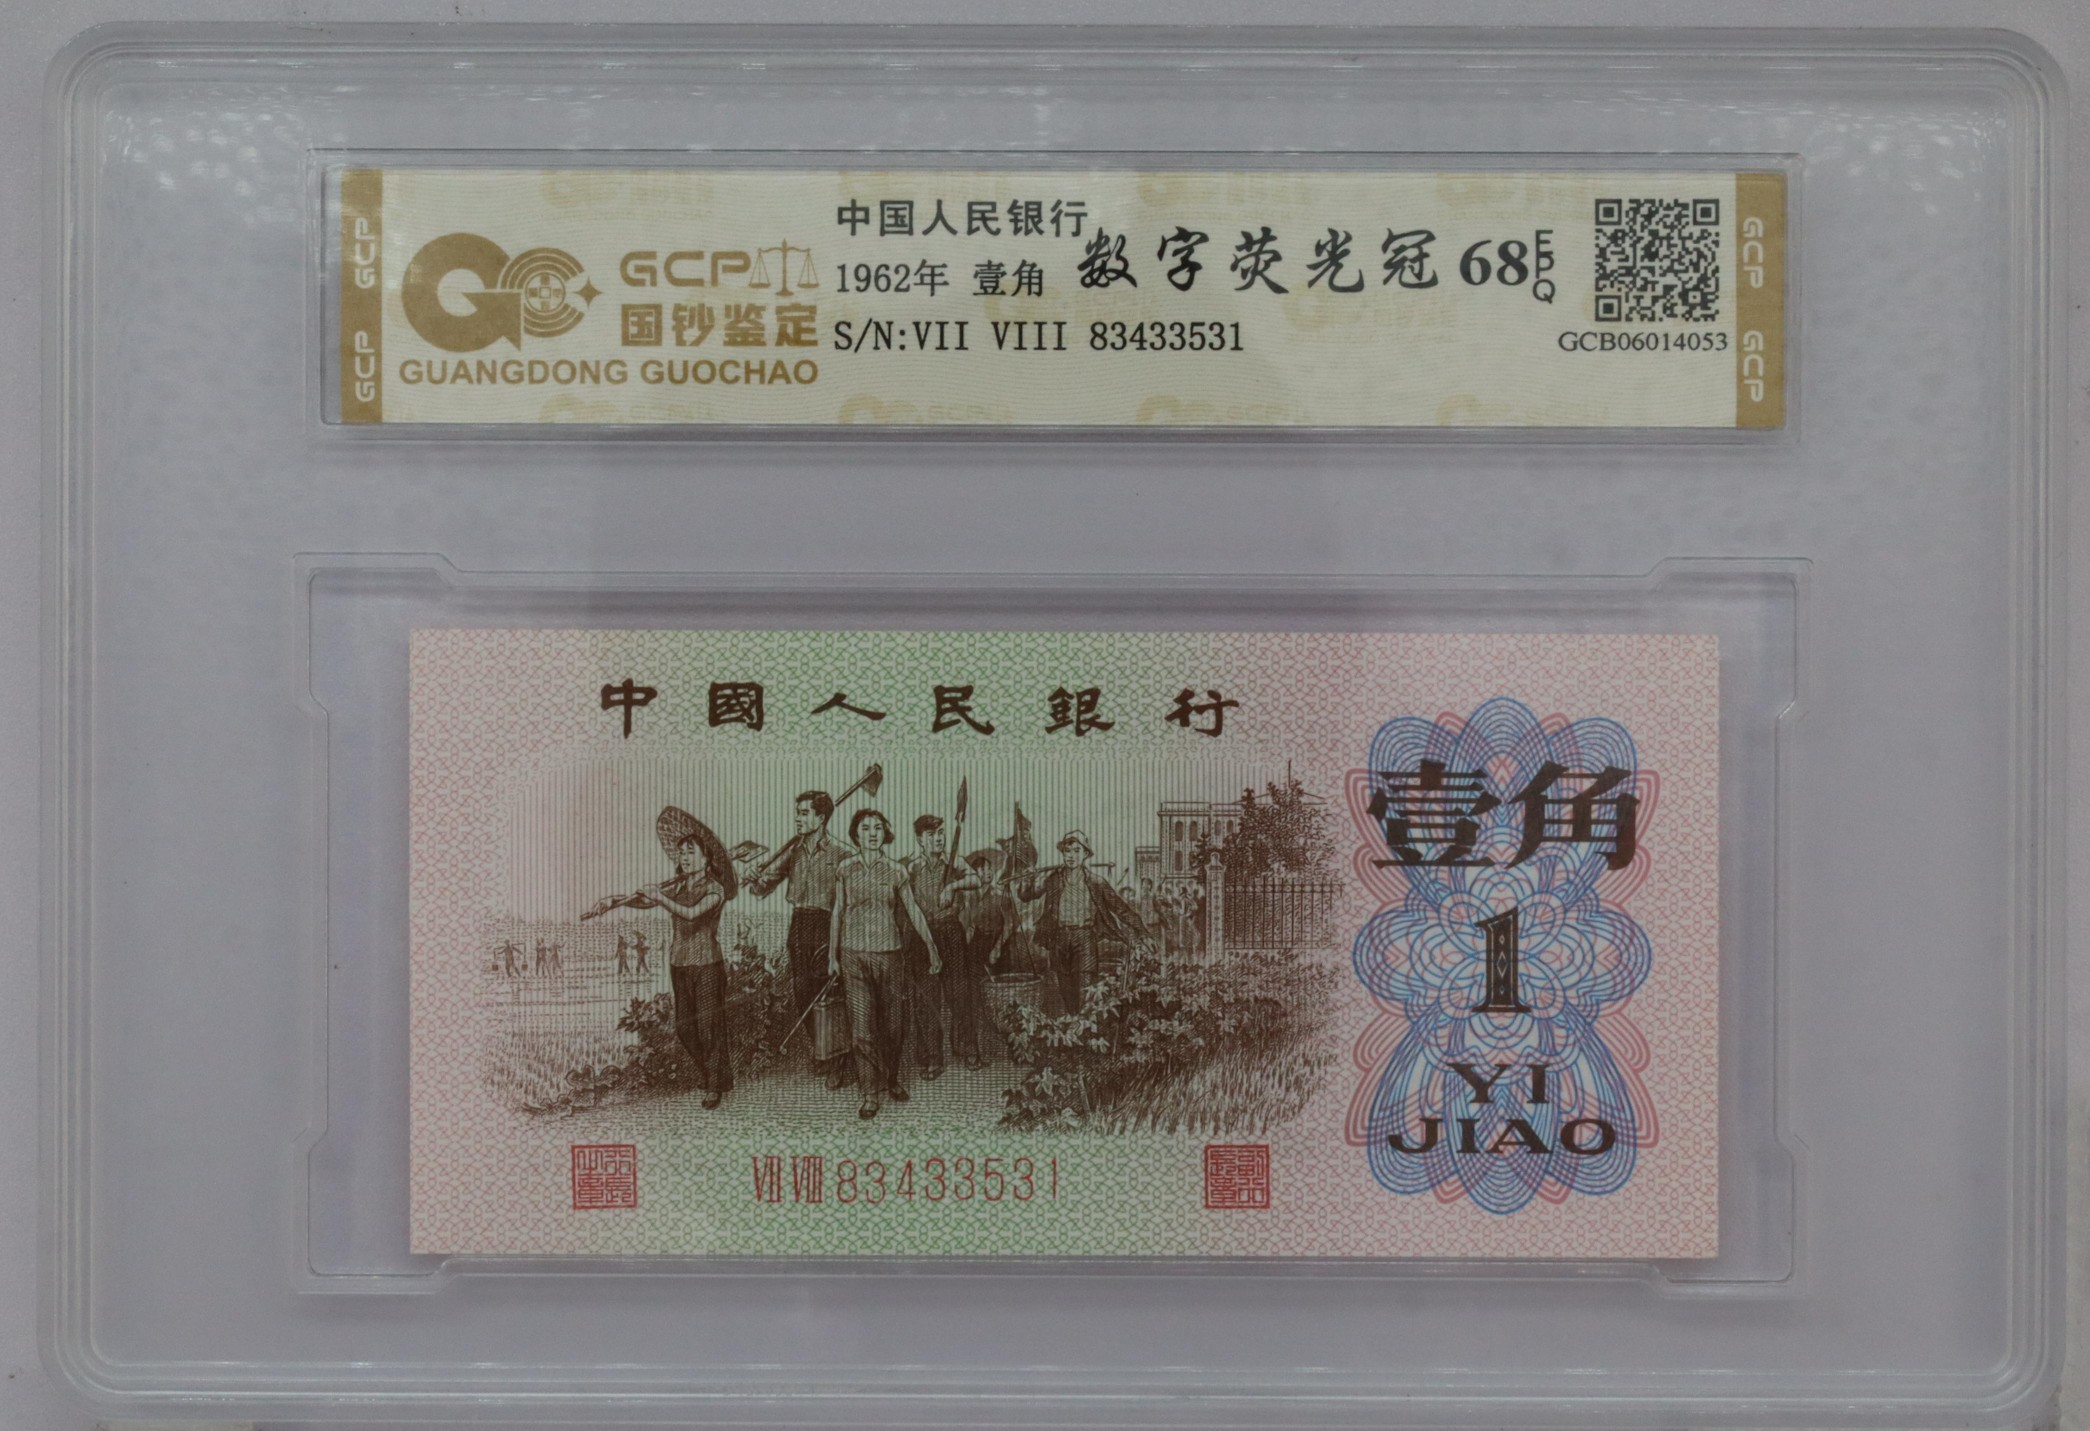 GCP
GCP
GCP
国钞鉴定
GUANGDONG GUOCHAO
中国人民银行
1962年 壹角
数字荧光冠 68 EPQ
S/N:VII VIII 83433531
GCB06014053
GCP
GCP
中國人民銀行
壹角
1
YI
JIAO
VII VIII 83433531